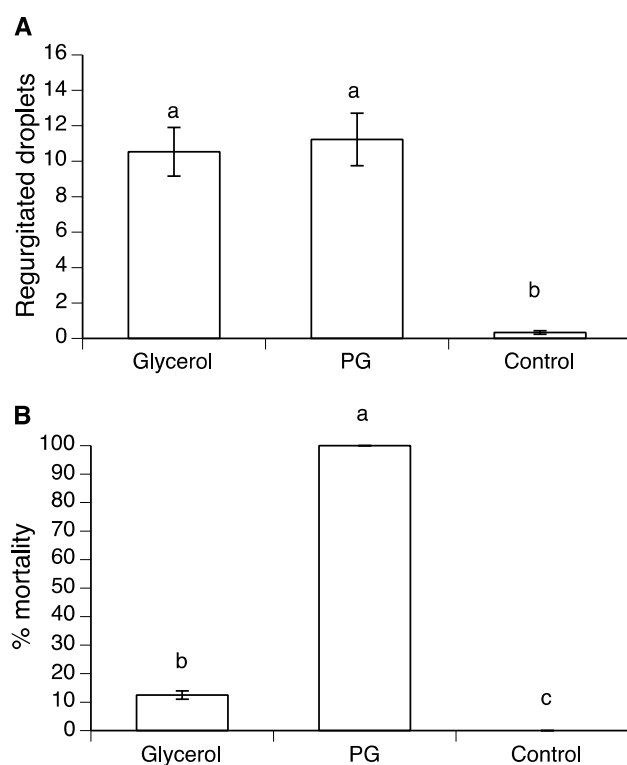 A
Regurgitated droplets
16
14
12
10
8
6
4
2
0
a
a
b
Glycerol PG Control
B
% mortality
100
90
80
70
60
50
40
30
20
10
0
a
b
c
Glycerol PG Control